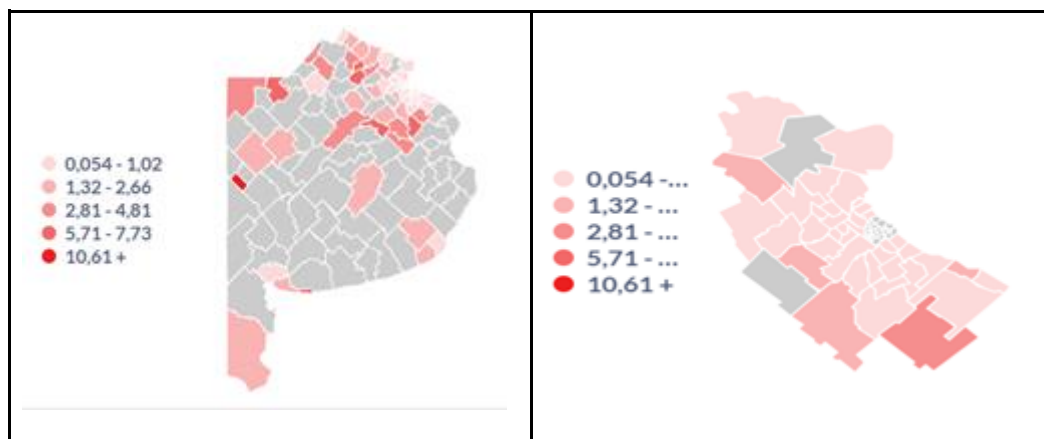 0,054 - 1,02
1,32 - 2,66
2,81 - 4,81
5,71 - 7,73
10,61 +
0,054 -...
1,32 - ...
2,81 - ...
5,71 - ...
10,61 +